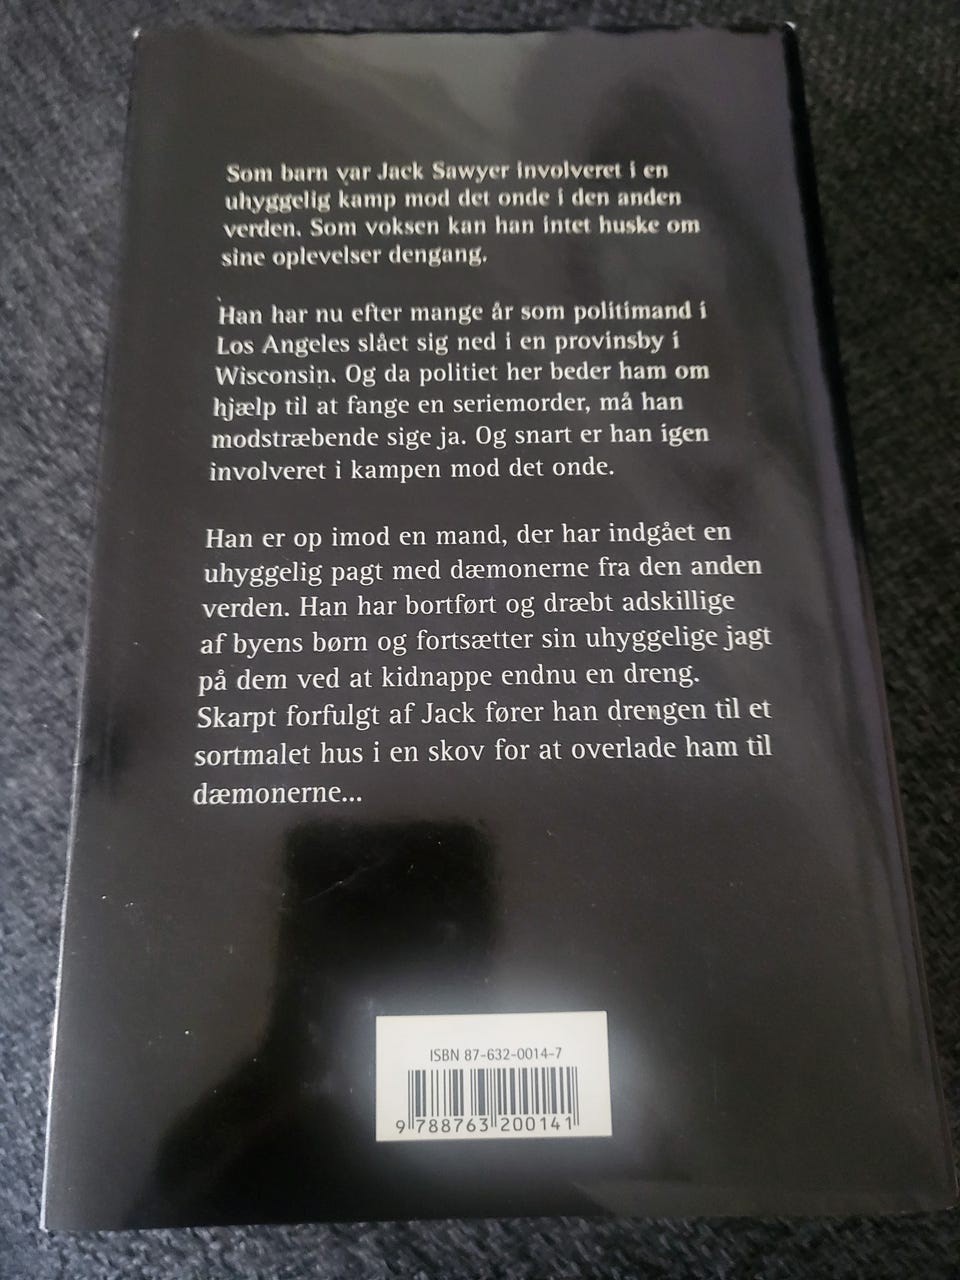 Som barn var Jack Sawyer involveret i en
uhyggelig kamp mod det onde i den anden
verden. Som voksen kan han intet huske om
sine oplevelser dengang.
Han har nu efter mange år som politimand i
Los Angeles slået sig ned i en provinsby i
Wisconsin. Og da politiet her beder ham om
hjælp til at fange en seriemorder, må han
modstræbende sige ja. Og snart er han igen
involveret i kampen mod det onde.
Han er op imod en mand, der har indgået en
uhyggelig pagt med dæmonerne fra den anden
verden. Han har bortført og dræbt adskillige
af byens børn og fortsætter sin uhyggelige jagt
på dem ved at kidnappe endnu en dreng.
Skarpt forfulgt af Jack fører han drengen til et
sortmalet hus i en skov for at overlade ham til
dæmonerne...
ISBN 87-632-0014-7
9 788763 200141